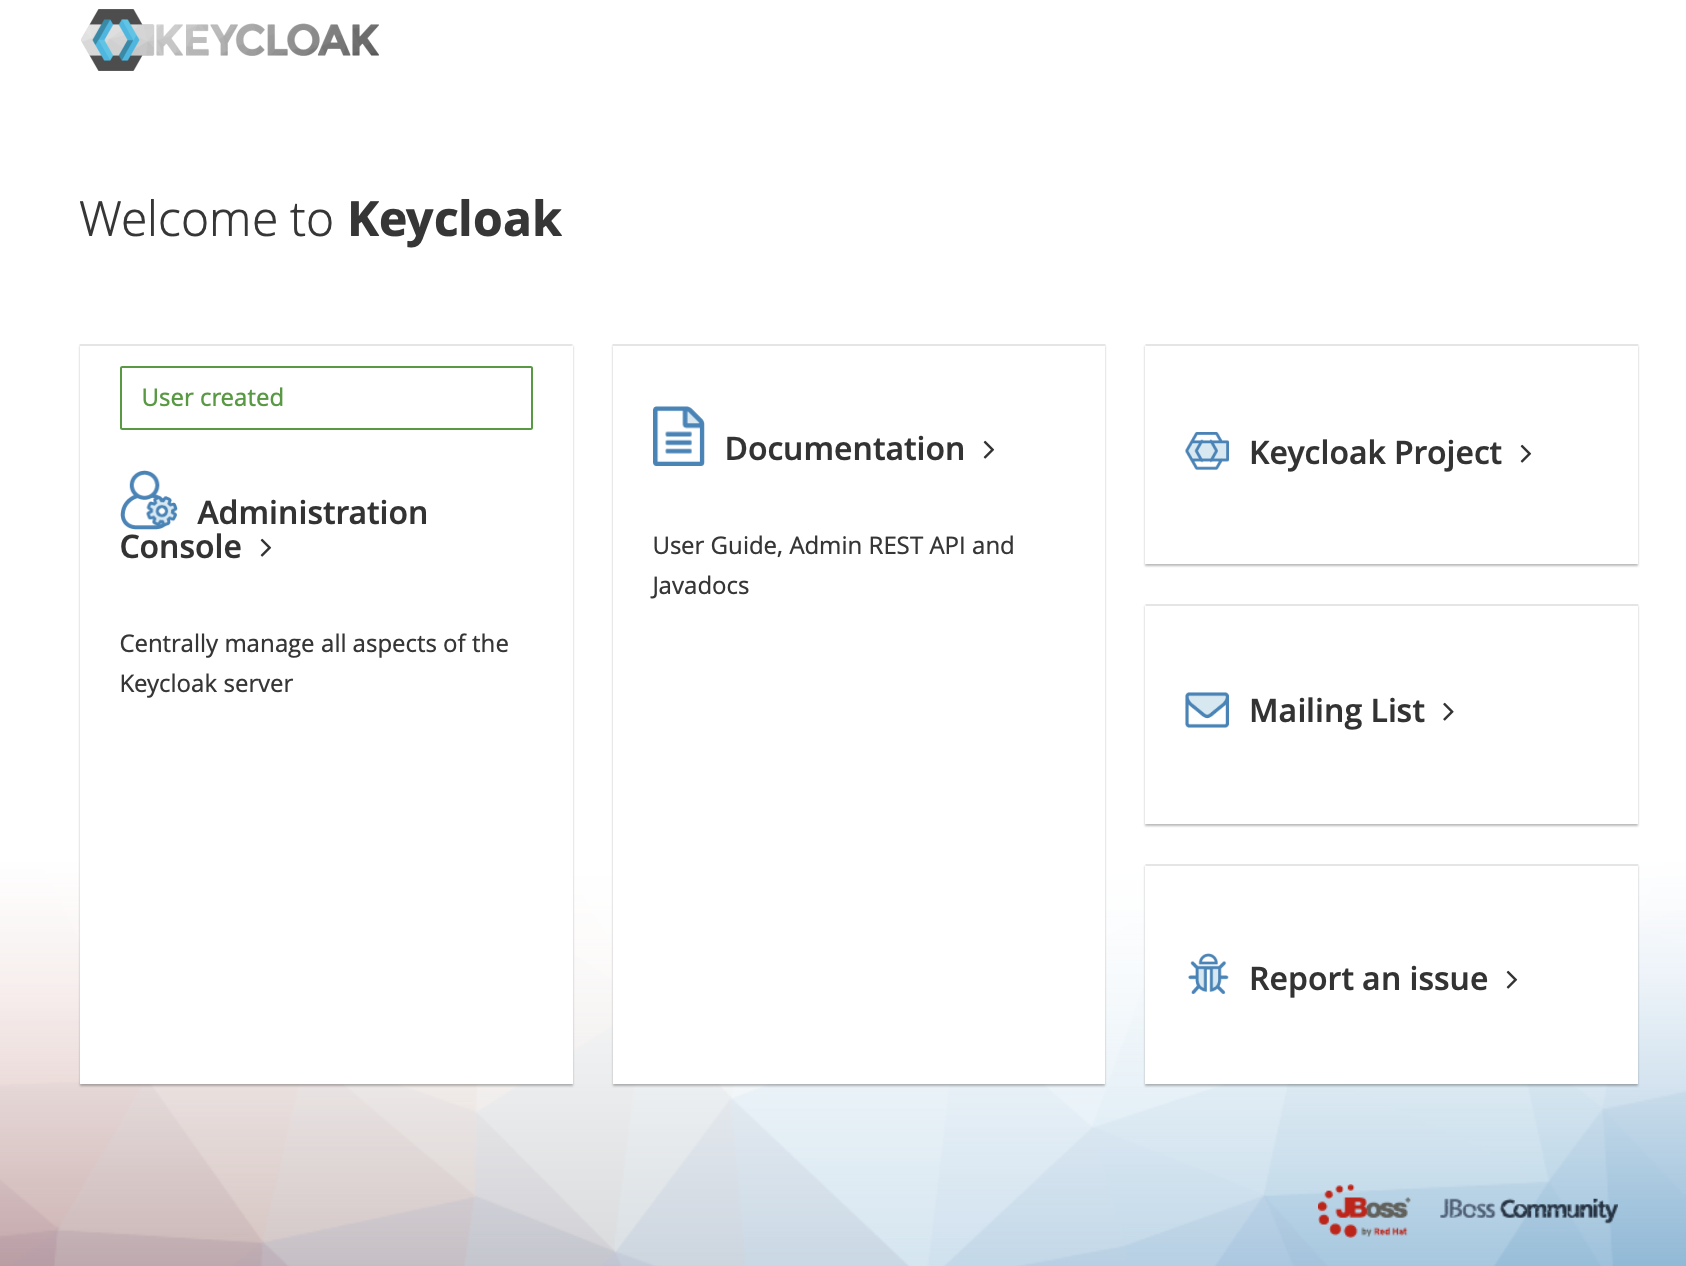 KEYCLOAK
Welcome to Keycloak
User created
Administration
Console
Centrally manage all aspects of the
Keycloak server
Documentation
User Guide, Admin REST API and
Javadocs
Keycloak Project
Mailing List
Report an issue
JBoss
by Red Hat
JBoss Community